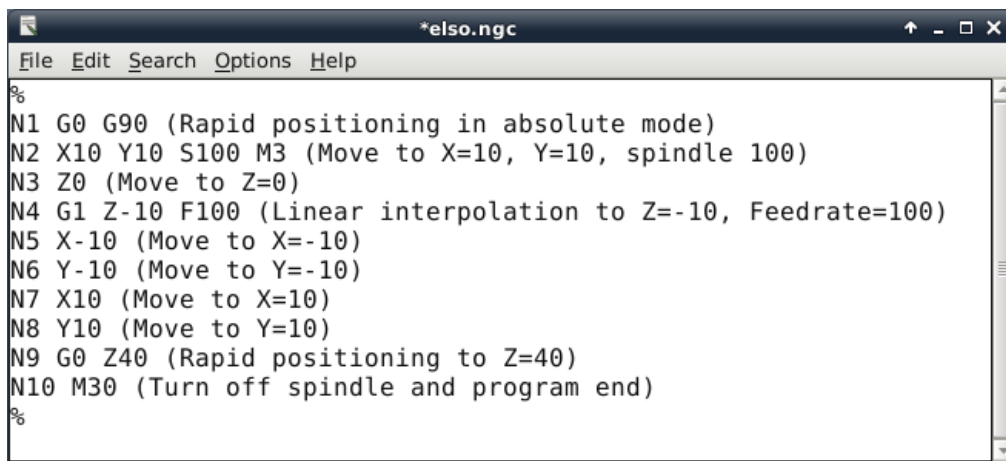 *elso.ngc
File Edit Search Options Help
%
N1 G0 G90 (Rapid positioning in absolute mode)
N2 X10 Y10 S100 M3 (Move to X=10, Y=10, spindle 100)
N3 Z0 (Move to Z=0)
N4 G1 Z-10 F100 (Linear interpolation to Z=-10, Feedrate=100)
N5 X-10 (Move to X=-10)
N6 Y-10 (Move to Y=-10)
N7 X10 (Move to X=10)
N8 Y10 (Move to Y=10)
N9 G0 Z40 (Rapid positioning to Z=40)
N10 M30 (Turn off spindle and program end)
%